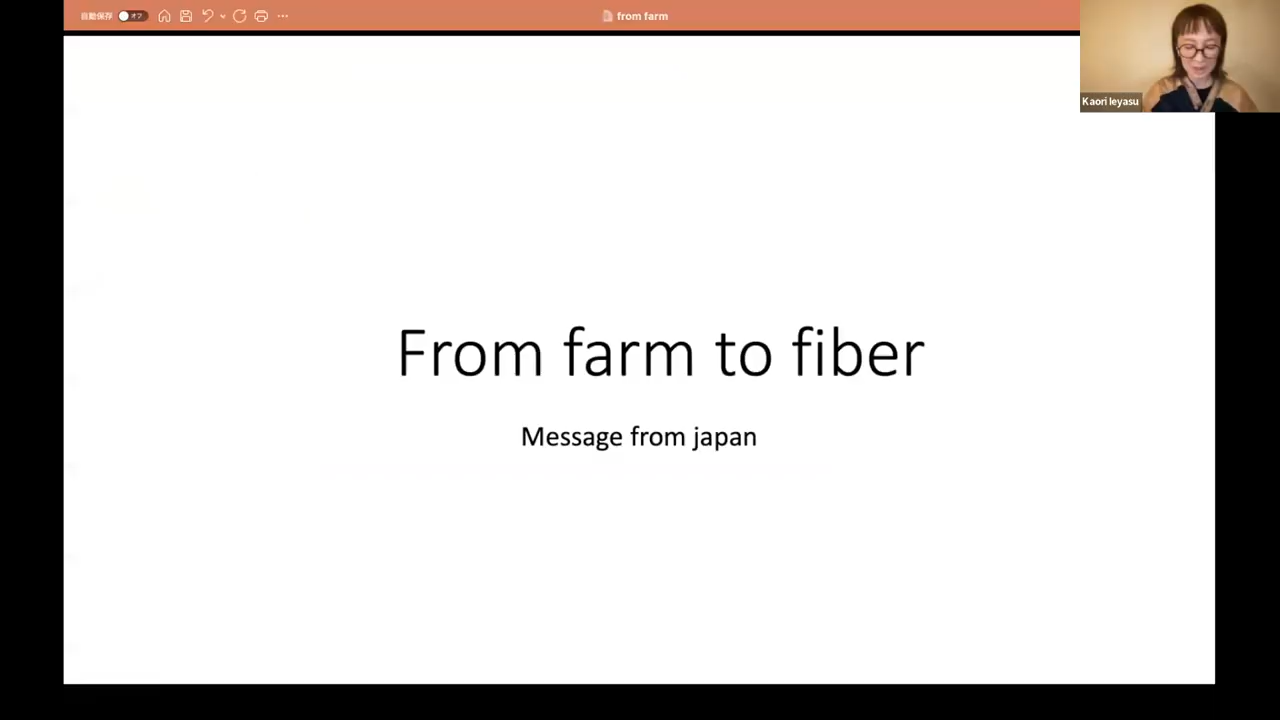 自動保存 オフ
from farm
Kaori Ieyasu
From farm to fiber
Message from japan